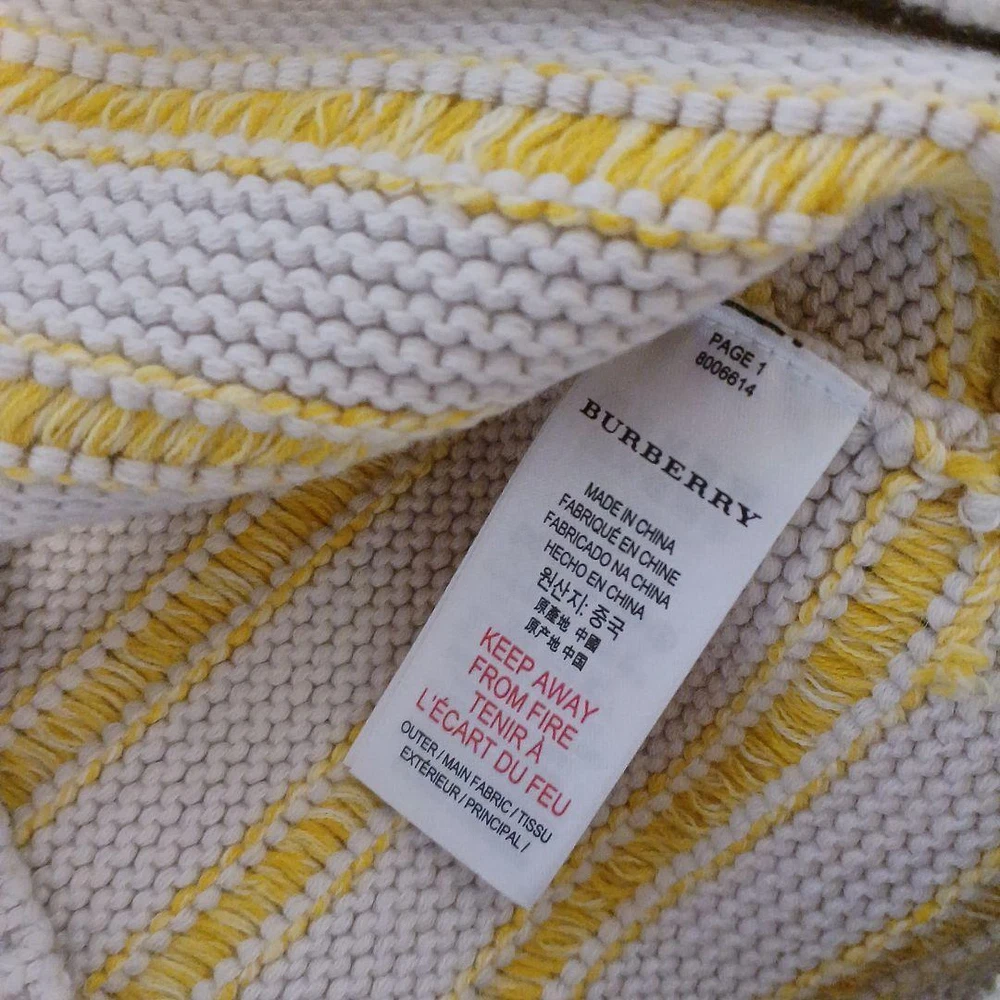 PAGE 1
8006614
BURBERRY
MADE IN CHINA
FABRIQUÉ EN CHINE
FABRICADO NA CHINA
HECHO EN CHINA
원산지: 중국
原產地 中國
原产地 中国
KEEP AWAY
FROM FIRE
TENIR À
L'ÉCART DU FEU
OUTER / MAIN FABRIC / TISSU
EXTÉRIEUR / PRINCIPAL /